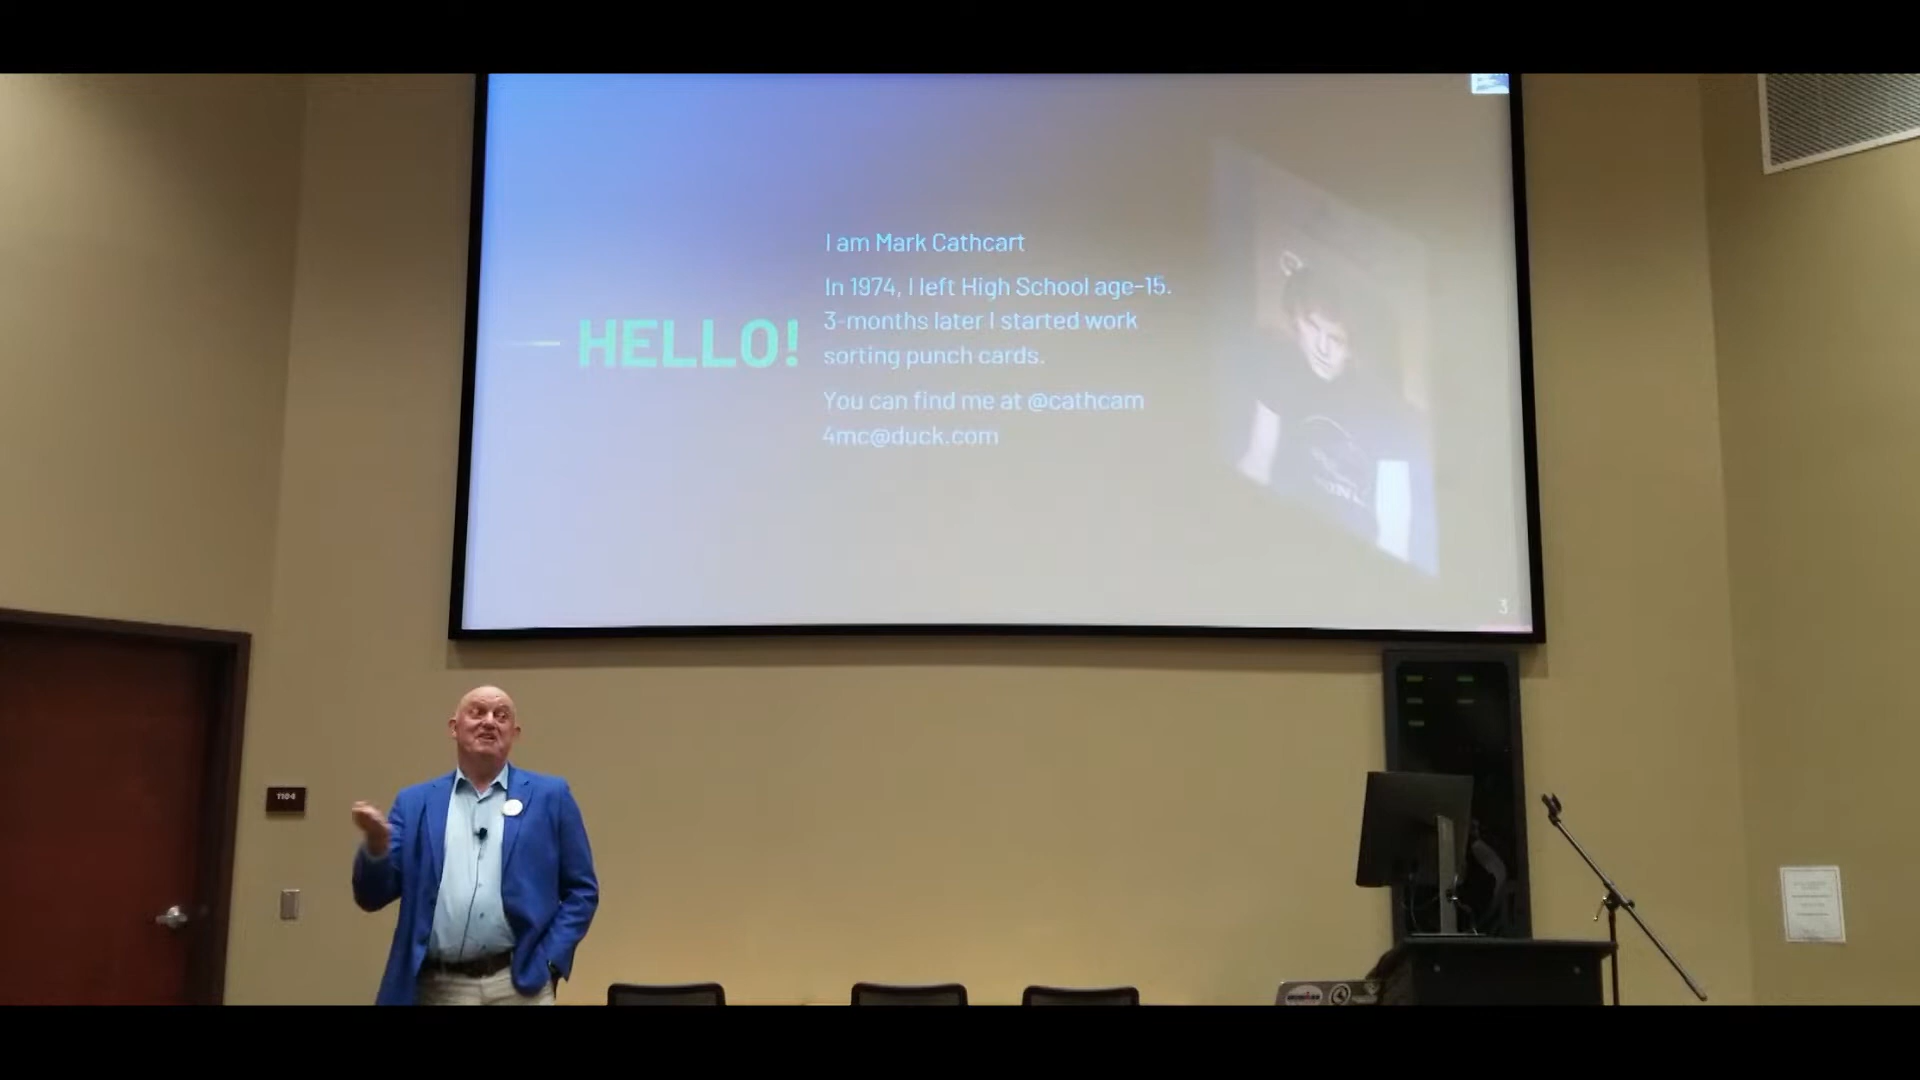 I am Mark Cathcart
In 1974, I left High School age-15.
3-months later I started work
sorting punch cards.
HELLO!
You can find me at @cathcam
4mc@duck.com
3